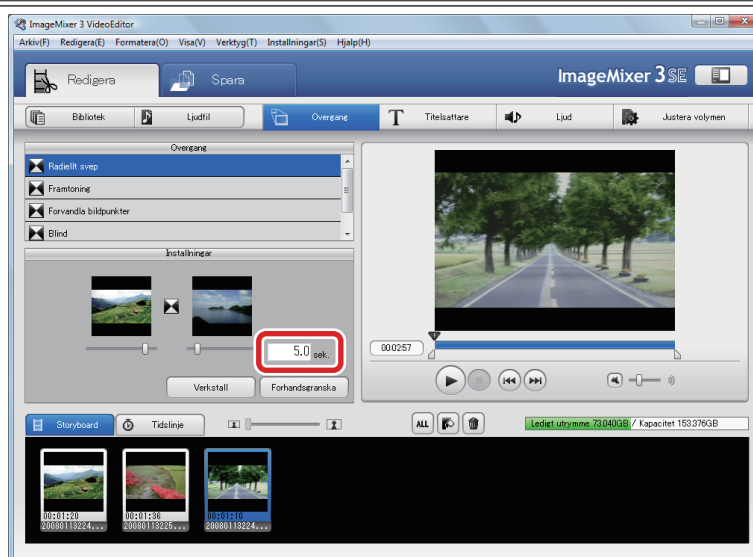 ImageMixer 3 VideoEditor
Arkiv(F) Redigera(E) Formatera(O) Visa(V) Verktyg(T) Installningar(S) Hjalp(H)
Redigera Spara ImageMixer 3 SE
Bibliotek Ljudfil Overgang T Titelsattare Ljud Justera volymen
Overgang
Radiellt svep
Framtoning
Forvandla bildpunkter
Blind
Installningar
5.0 sek.
Verkstall Forhandsgranska
00:02:57
Storyboard Tidslinje ALL Ledigt utrymme 73.040GB / Kapacitet 153.376GB
00:01:20 00:01:36 00:01:10
20080113224... 20080113225... 20080113224...